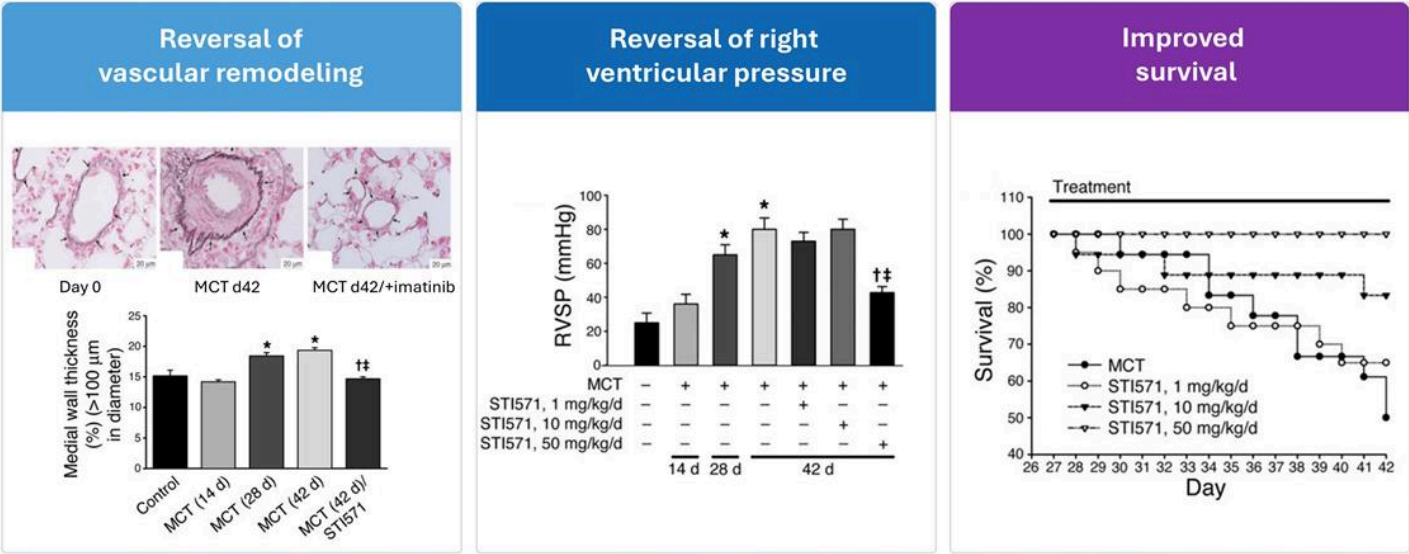 Reversal of
vascular remodeling
20 μm
20 μm
20 μm
Day 0
MCT d42
MCT d42/+imatinib
Medial wall thickness
(%) (>100 μm
in diameter)
25
20
15
10
5
0
*
*
†‡
Control
MCT (14 d)
MCT (28 d)
MCT (42 d)
MCT (42 d)/
STI571
Reversal of right
ventricular pressure
RVSP (mmHg)
100
80
60
40
20
0
*
*
†‡
MCT – + + + + + +
STI571, 1 mg/kg/d – – – – + – –
STI571, 10 mg/kg/d – – – – – + –
STI571, 50 mg/kg/d – – – – – – +
14 d 28 d 42 d
Improved
survival
Treatment
Survival (%)
110
100
90
80
70
60
50
40
MCT
STI571, 1 mg/kg/d
STI571, 10 mg/kg/d
STI571, 50 mg/kg/d
26 27 28 29 30 31 32 33 34 35 36 37 38 39 40 41 42
Day